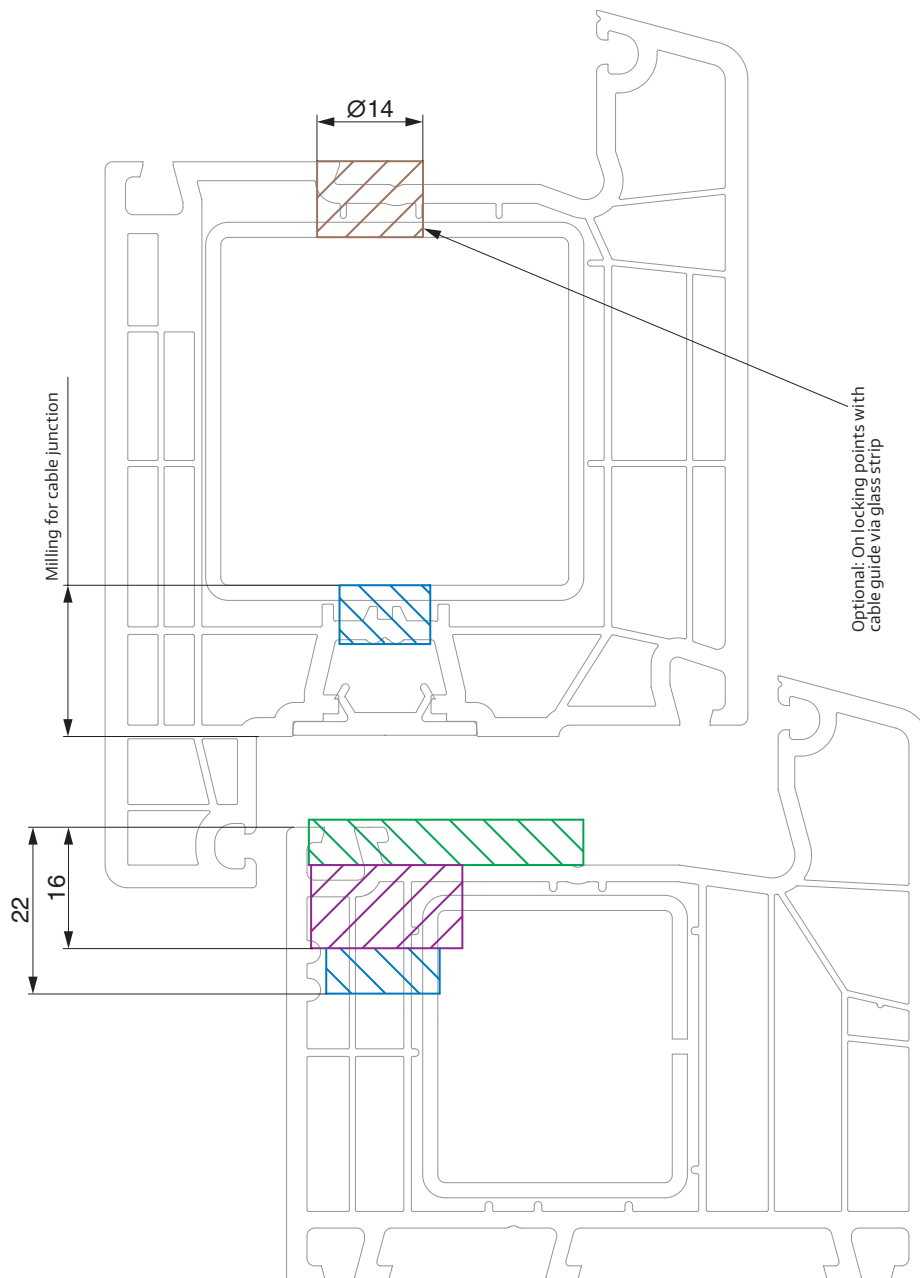 Ø14
Milling for cable junction
Optional: On locking points with
cable guide via glass strip
22
16